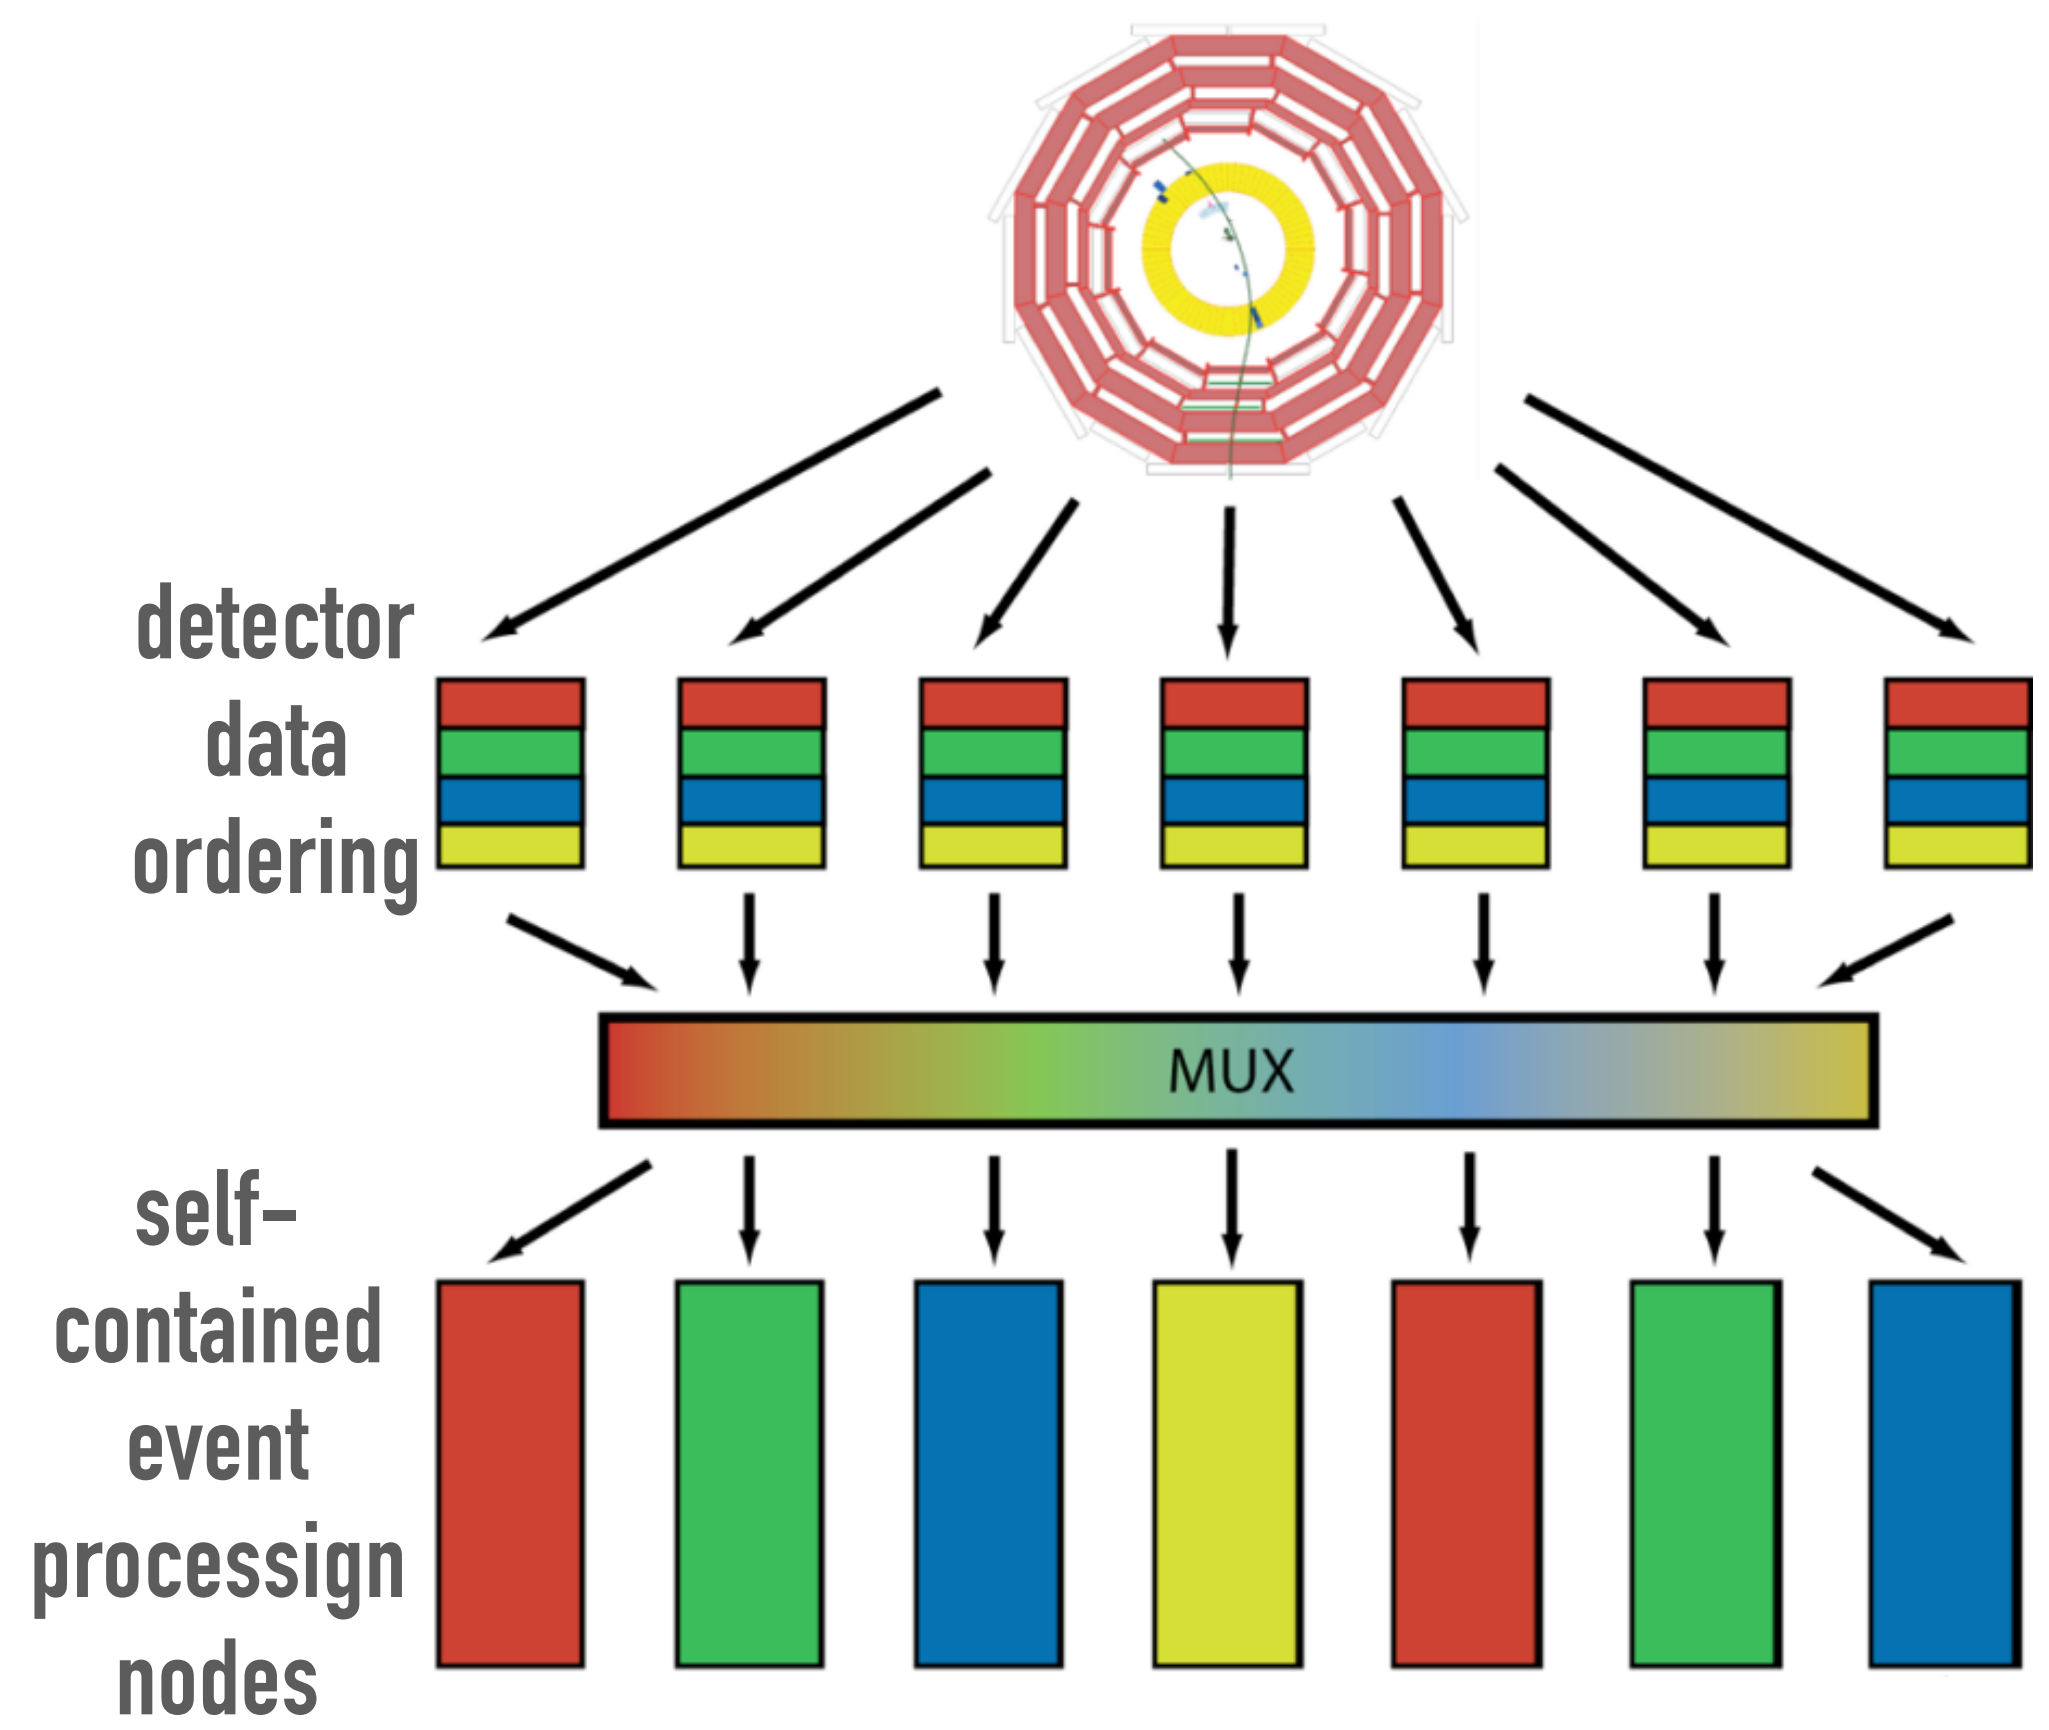 detector
data
ordering
MUX
self-
contained
event
processign
nodes